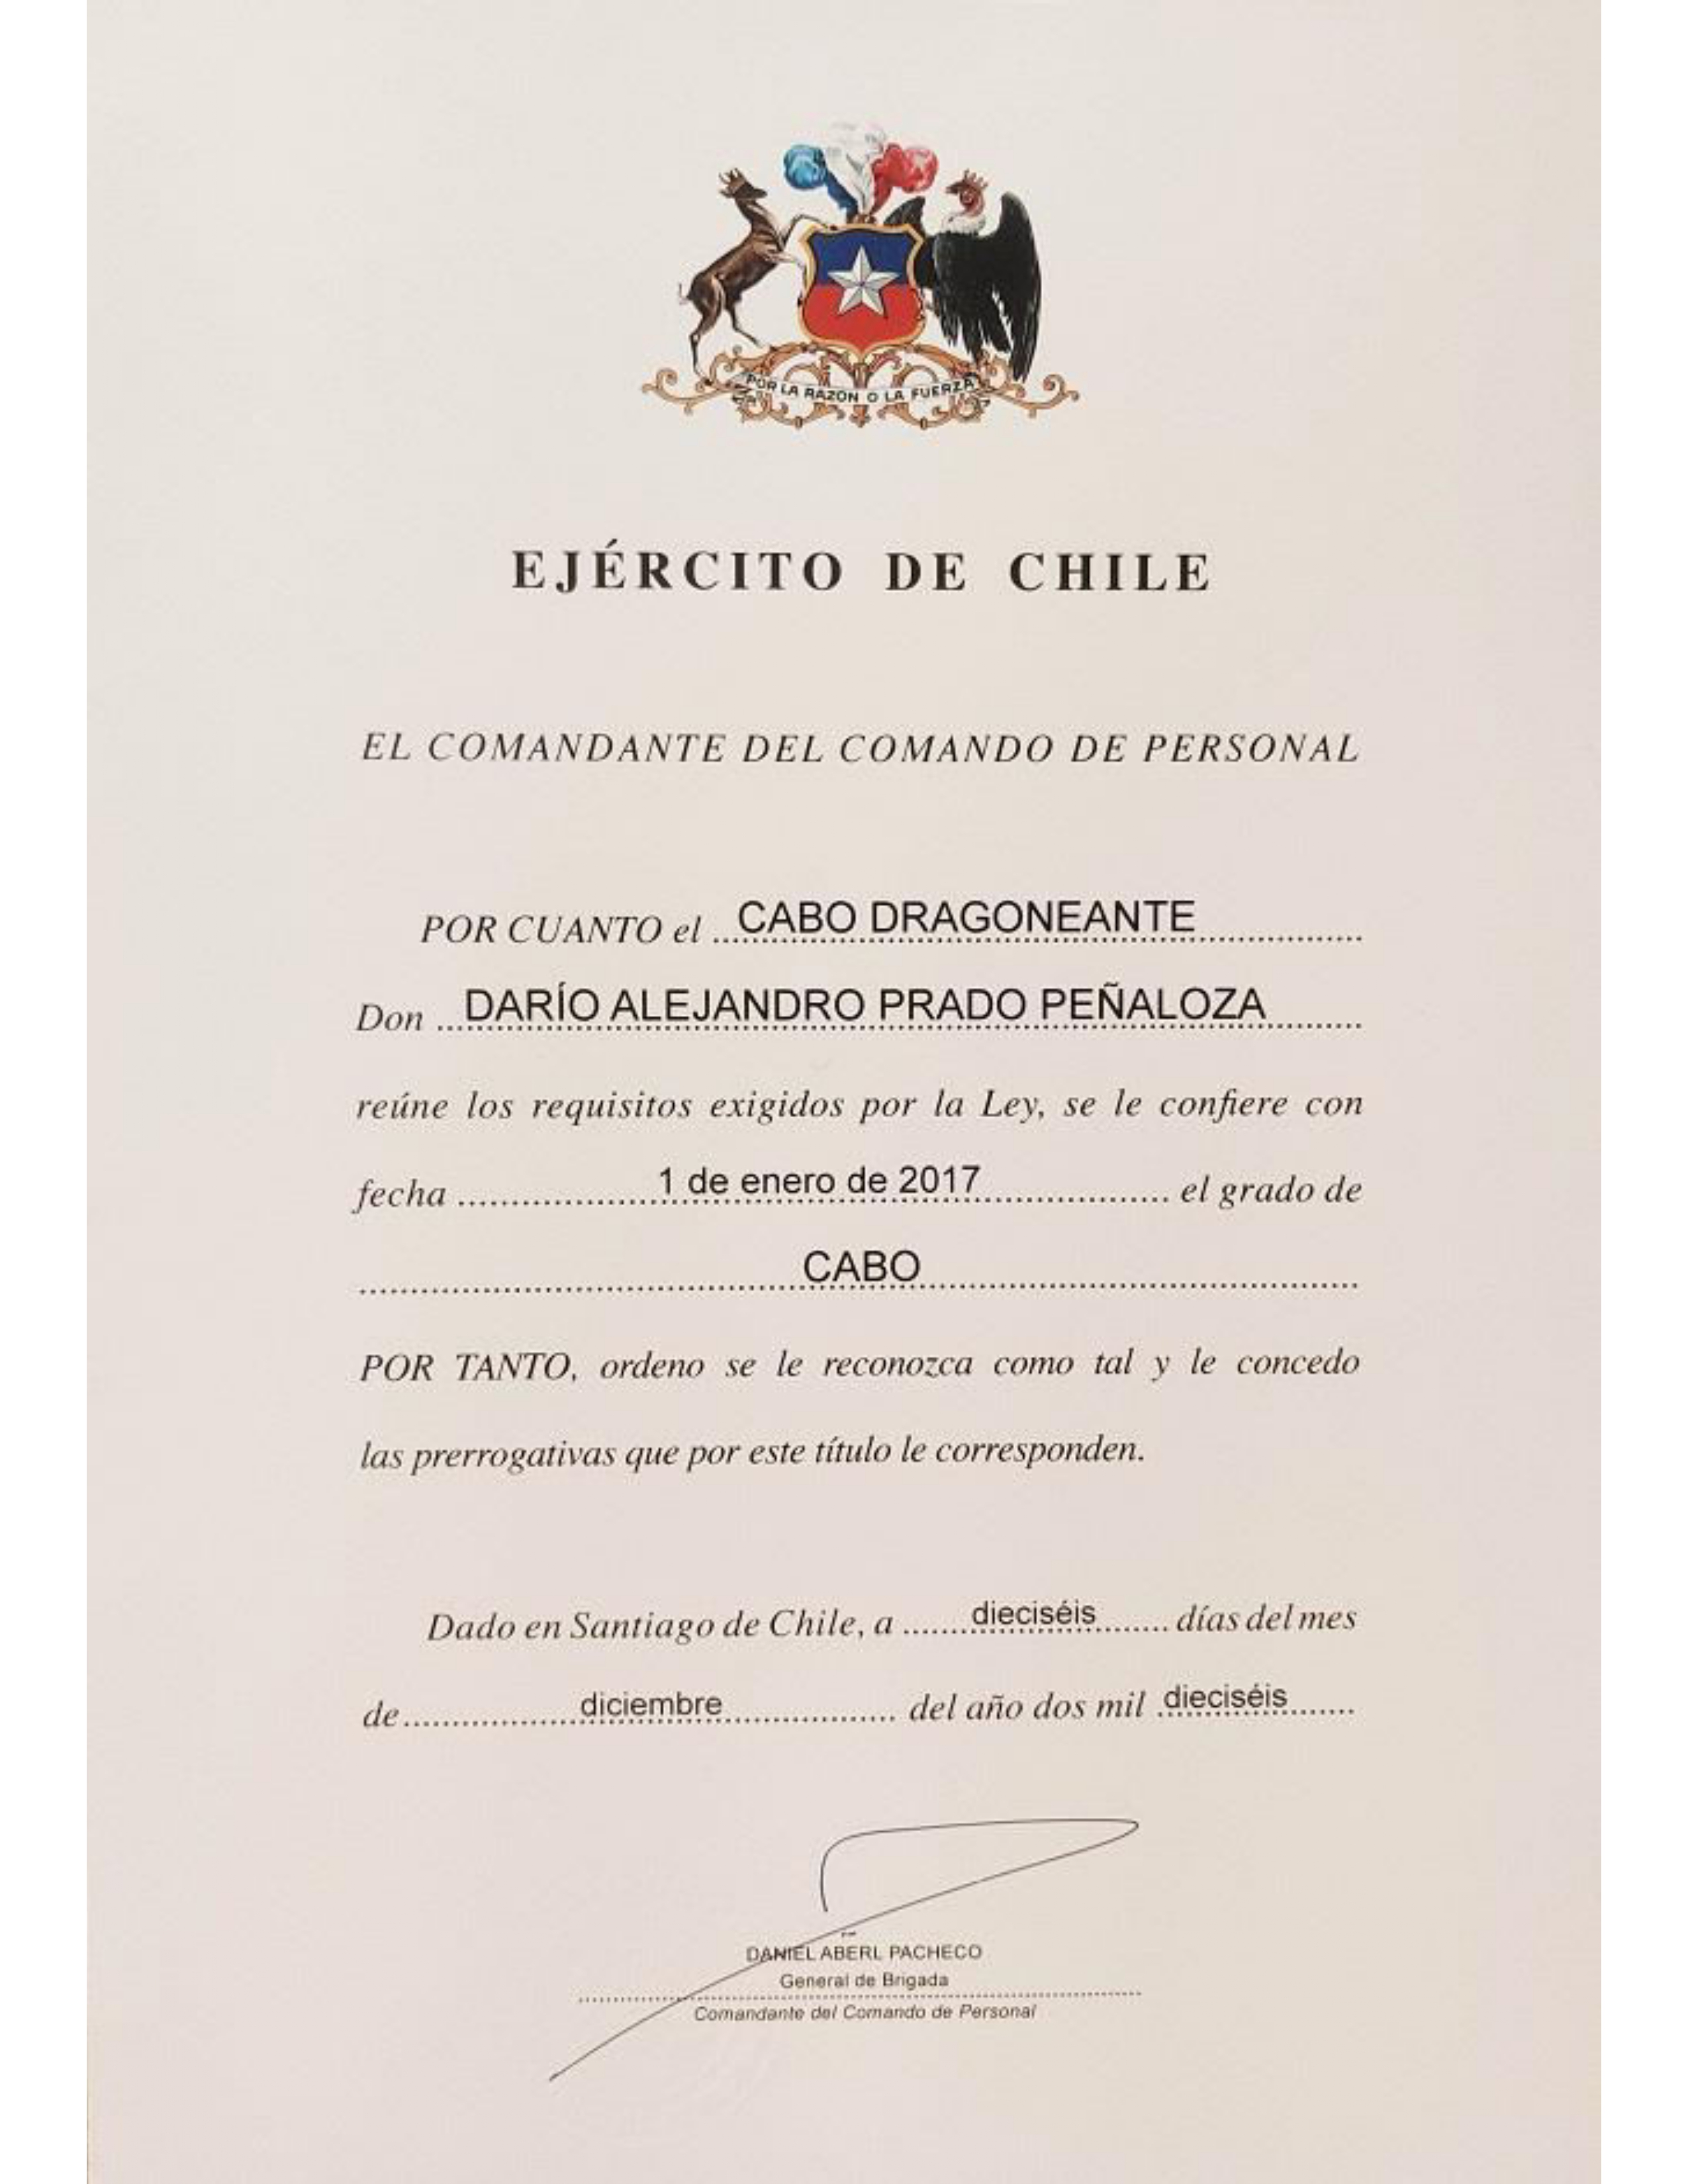 POR LA RAZON O LA FUERZA
EJÉRCITO DE CHILE
EL COMANDANTE DEL COMANDO DE PERSONAL
POR CUANTO el CABO DRAGONEANTE
Don DARÍO ALEJANDRO PRADO PEÑALOZA
reúne los requisitos exigidos por la Ley, se le confiere con
fecha 1 de enero de 2017 el grado de
CABO
POR TANTO, ordeno se le reconozca como tal y le concedo
las prerrogativas que por este título le corresponden.
Dado en Santiago de Chile, a dieciséis días del mes
de diciembre del año dos mil dieciséis
DANIEL ABERL PACHECO
General de Brigada
Comandante del Comando de Personal